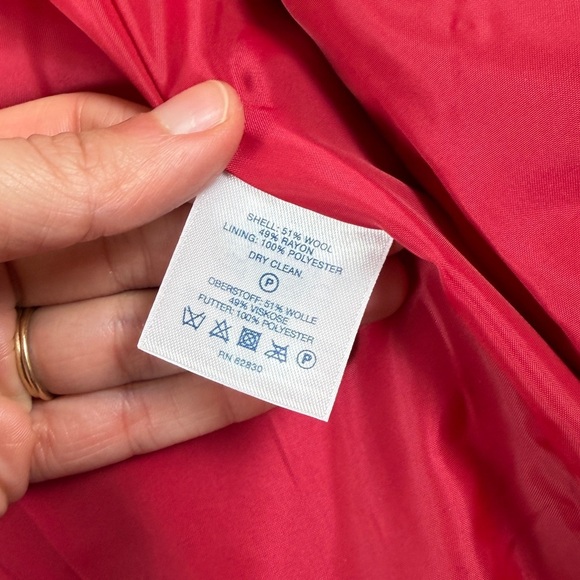 SHELL: 51% WOOL
49% RAYON
LINING: 100% POLYESTER
DRY CLEAN.
P
OBERSTOFF: 51% WOLLE
49% VISKOSE
FUTTER: 100% POLYESTER
P
RN 62830